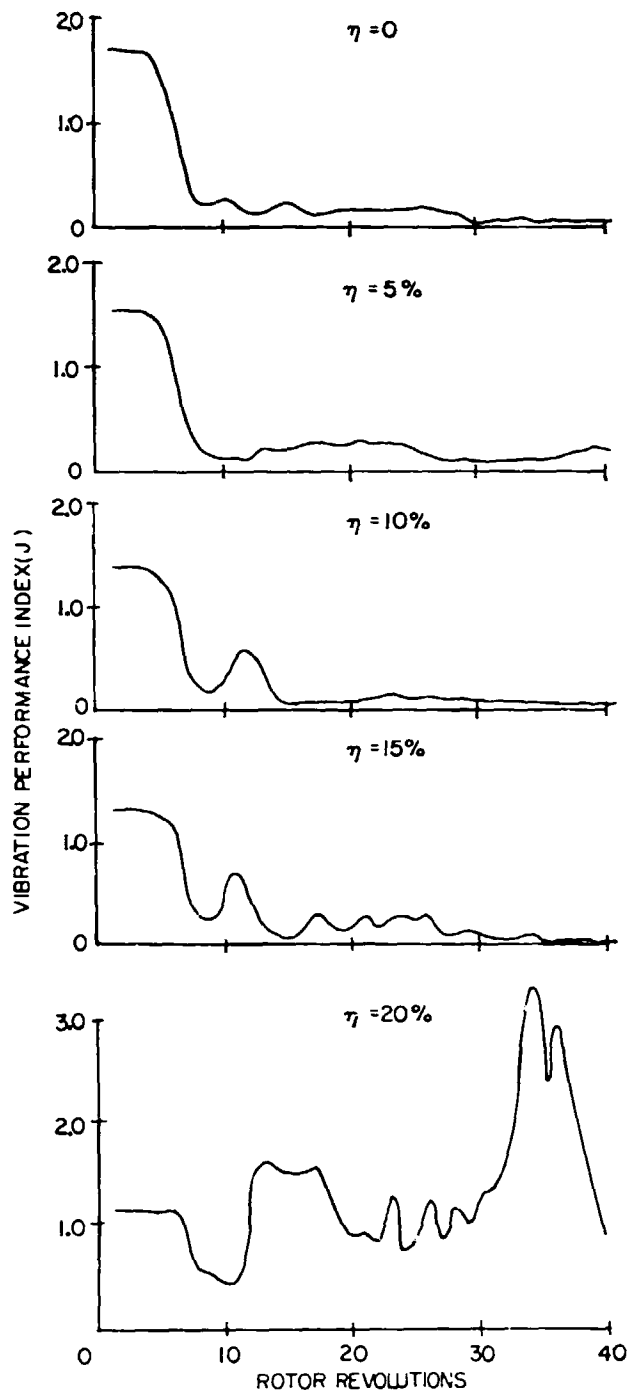 η = 0
2.0
1.0
0
η = 5%
2.0
1.0
0
η = 10%
2.0
1.0
0
η = 15%
2.0
1.0
0
η = 20%
3.0
2.0
1.0
0 10 20 30 40
ROTOR REVOLUTIONS
VIBRATION PERFORMANCE INDEX(J)